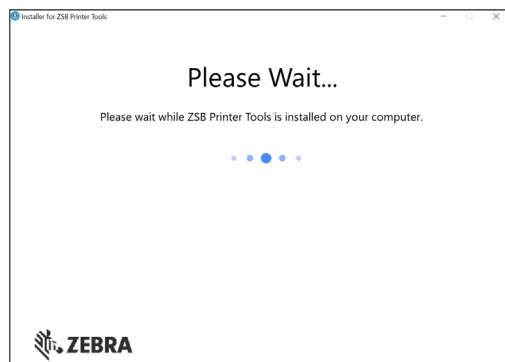 Installer for ZSB Printer Tools
Please Wait...
Please wait while ZSB Printer Tools is installed on your computer.
ZEBRA